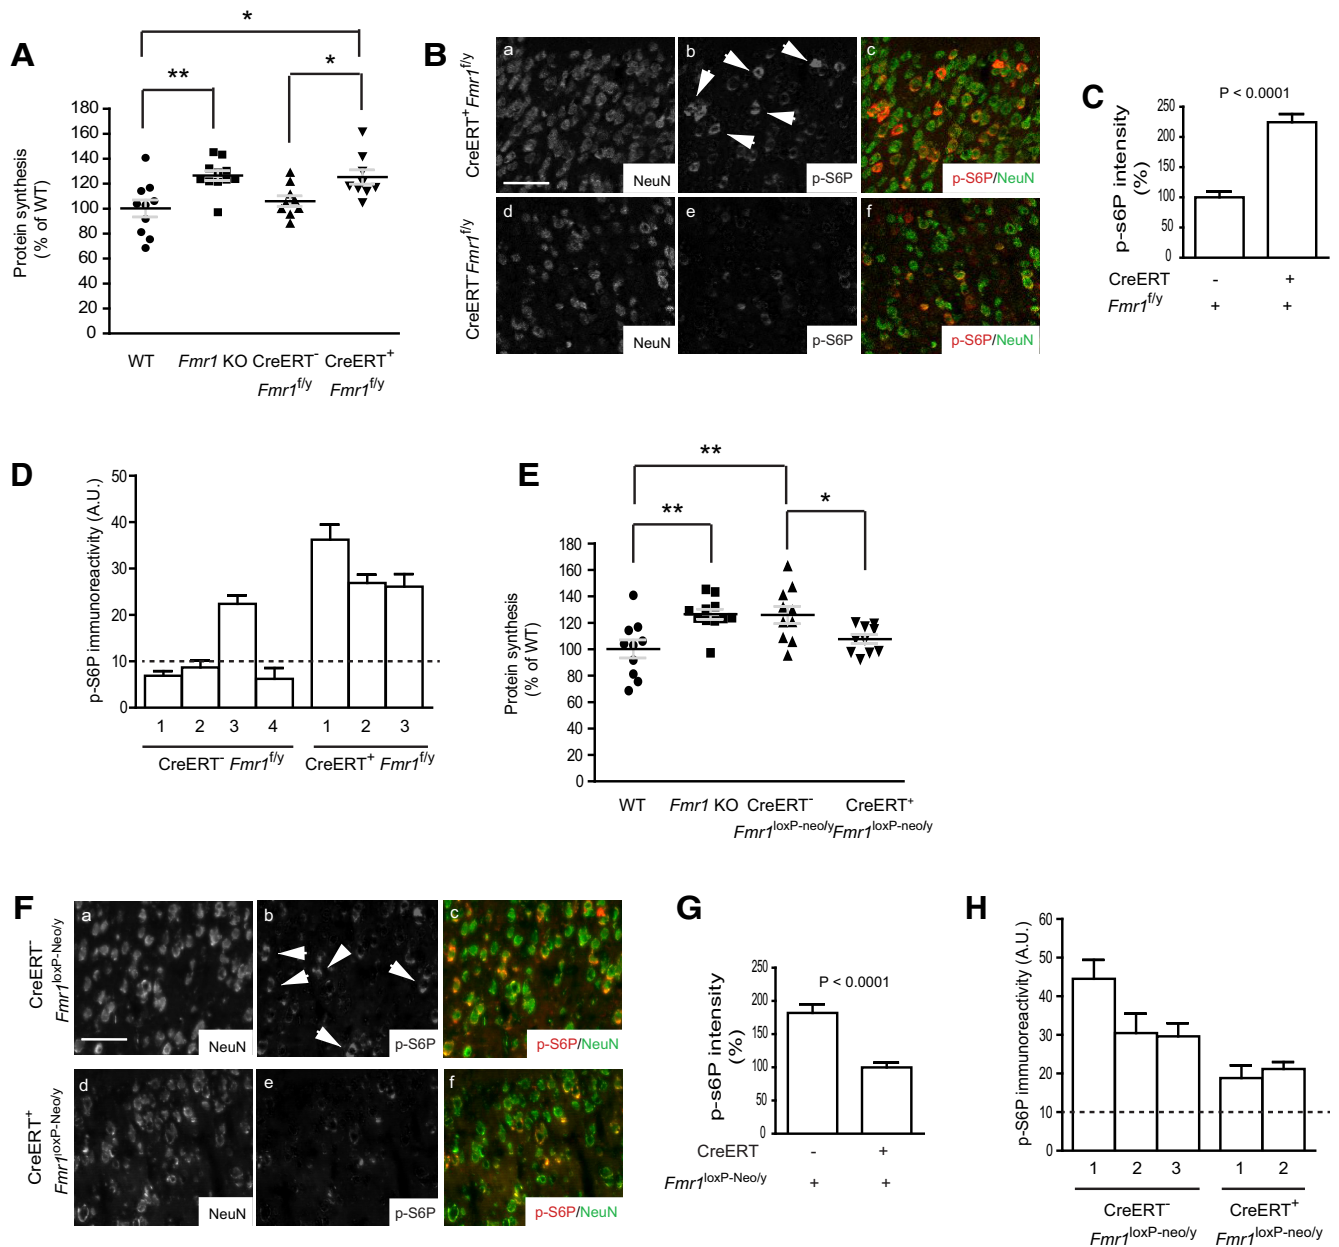 A
*
**
*
Protein synthesis
(% of WT)
180
160
140
120
100
80
60
40
20
0
WT
Fmr1 KO
CreERT-
Fmr1f/y
CreERT+
Fmr1f/y
B
CreERT+ Fmr1f/y
CreERT- Fmr1f/y
a
NeuN
b
p-S6P
c
p-S6P/NeuN
d
NeuN
e
p-S6P
f
p-S6P/NeuN
C
P < 0.0001
p-s6P intensity
(%)
250
200
150
100
50
0
CreERT - +
Fmr1f/y + +
D
p-S6P immunoreactivity (A.U.)
50
40
30
20
10
0
1 2 3 4 1 2 3
CreERT- Fmr1f/y CreERT+ Fmr1f/y
E
**
**
*
Protein synthesis
(% of WT)
180
160
140
120
100
80
60
40
20
0
WT
Fmr1 KO
CreERT-
Fmr1loxP-neo/y
CreERT+
Fmr1loxP-neo/y
F
CreERT-
Fmr1loxP-Neo/y
CreERT+
Fmr1loxP-Neo/y
a
NeuN
b
p-S6P
c
p-S6P/NeuN
d
NeuN
e
p-S6P
f
p-S6P/NeuN
G
P < 0.0001
p-s6P intensity
(%)
250
200
150
100
50
0
CreERT - +
Fmr1loxP-Neo/y + +
H
p-S6P immunoreactivity (A.U.)
60
50
40
30
20
10
0
1 2 3 1 2
CreERT- CreERT+
Fmr1loxP-neo/y Fmr1loxP-neo/y